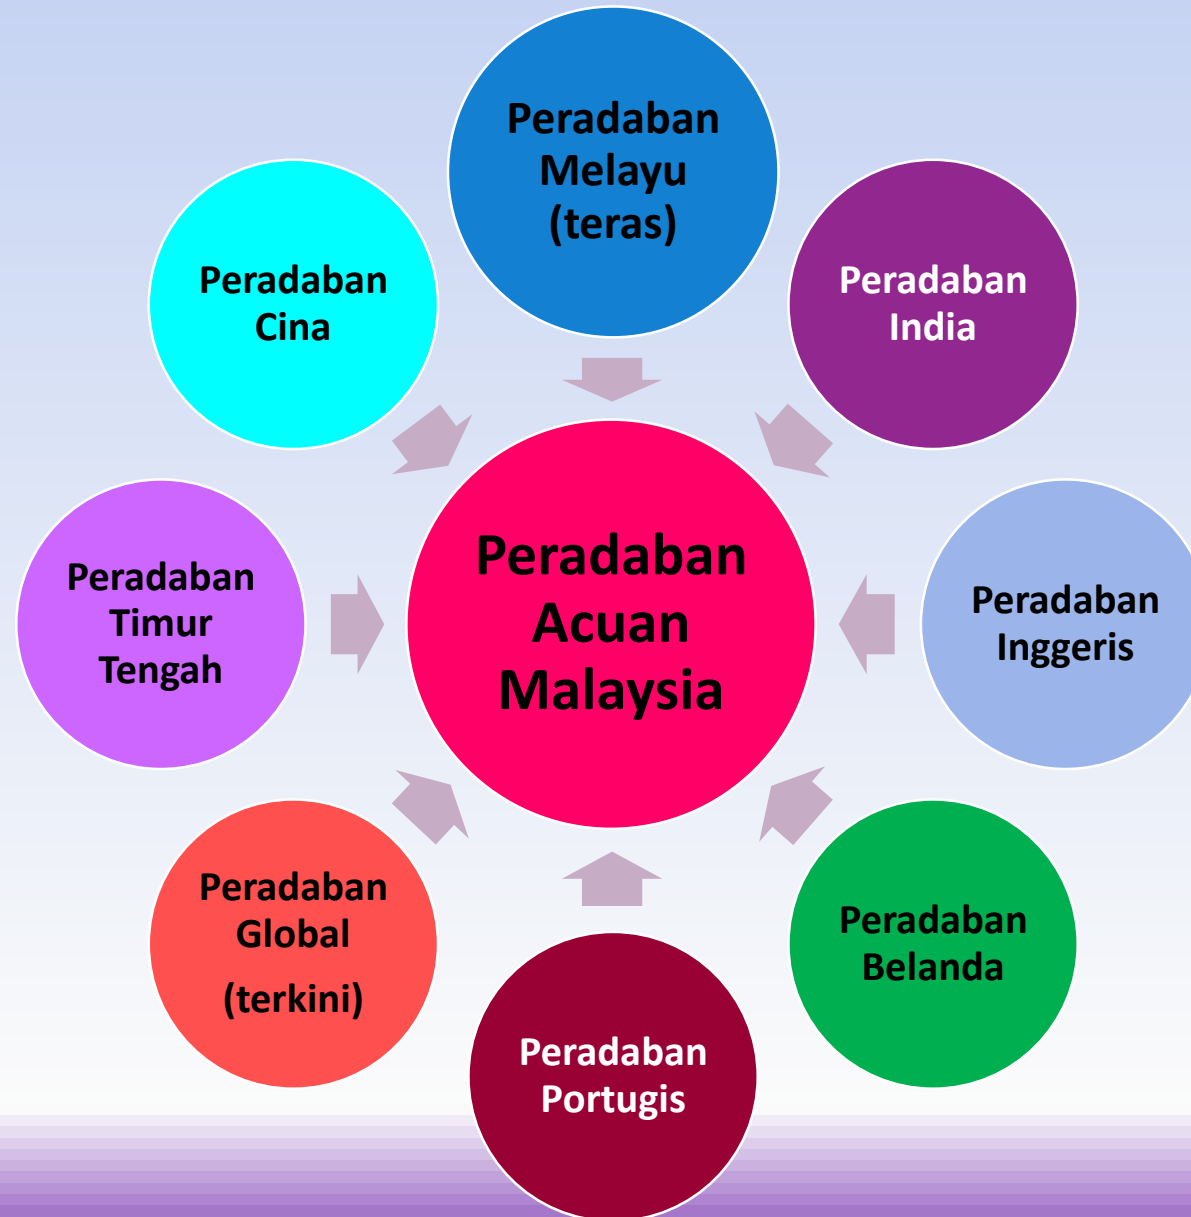 Peradaban
Melayu
(teras)
Peradaban
India
Peradaban
Inggeris
Peradaban
Belanda
Peradaban
Portugis
Peradaban
Global
(terkini)
Peradaban
Timur
Tengah
Peradaban
Cina
Peradaban
Acuan
Malaysia